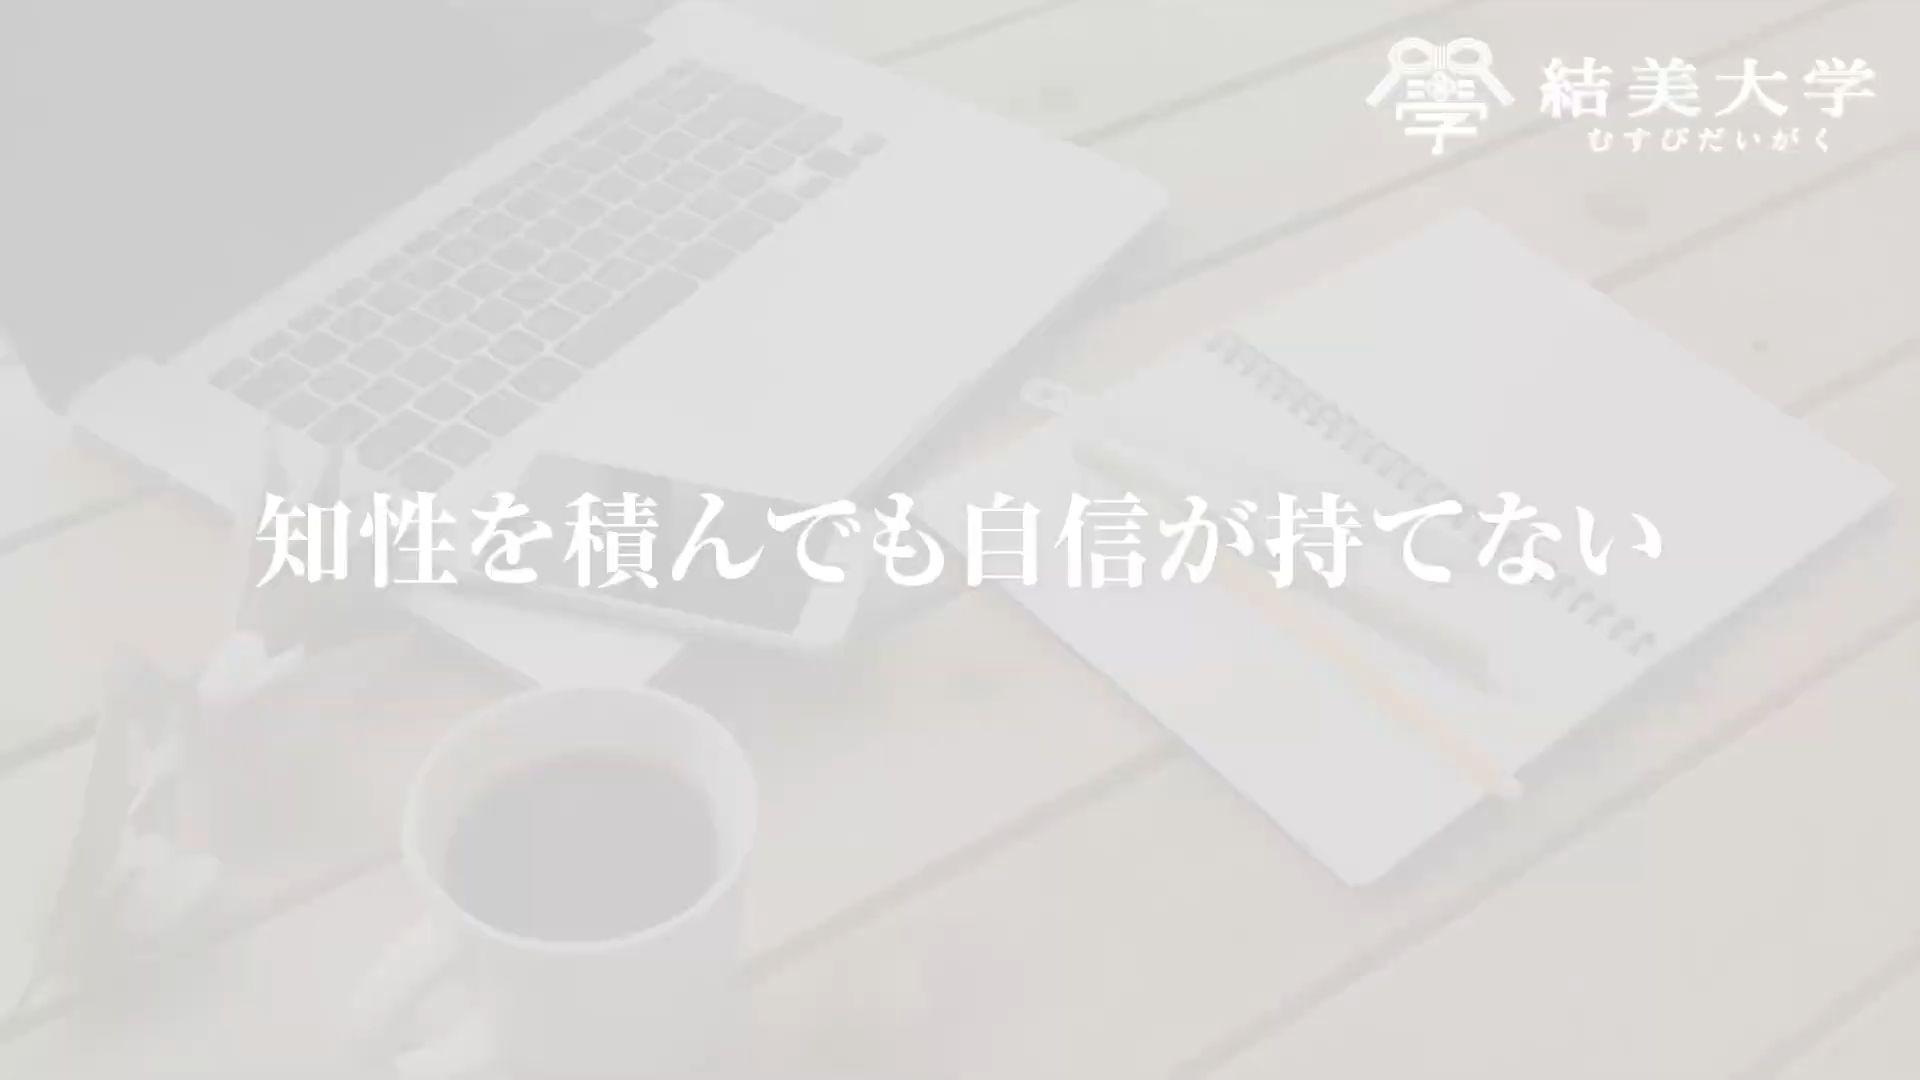 結美大学
むすびだいがく
知性を積んでも自信が持てない